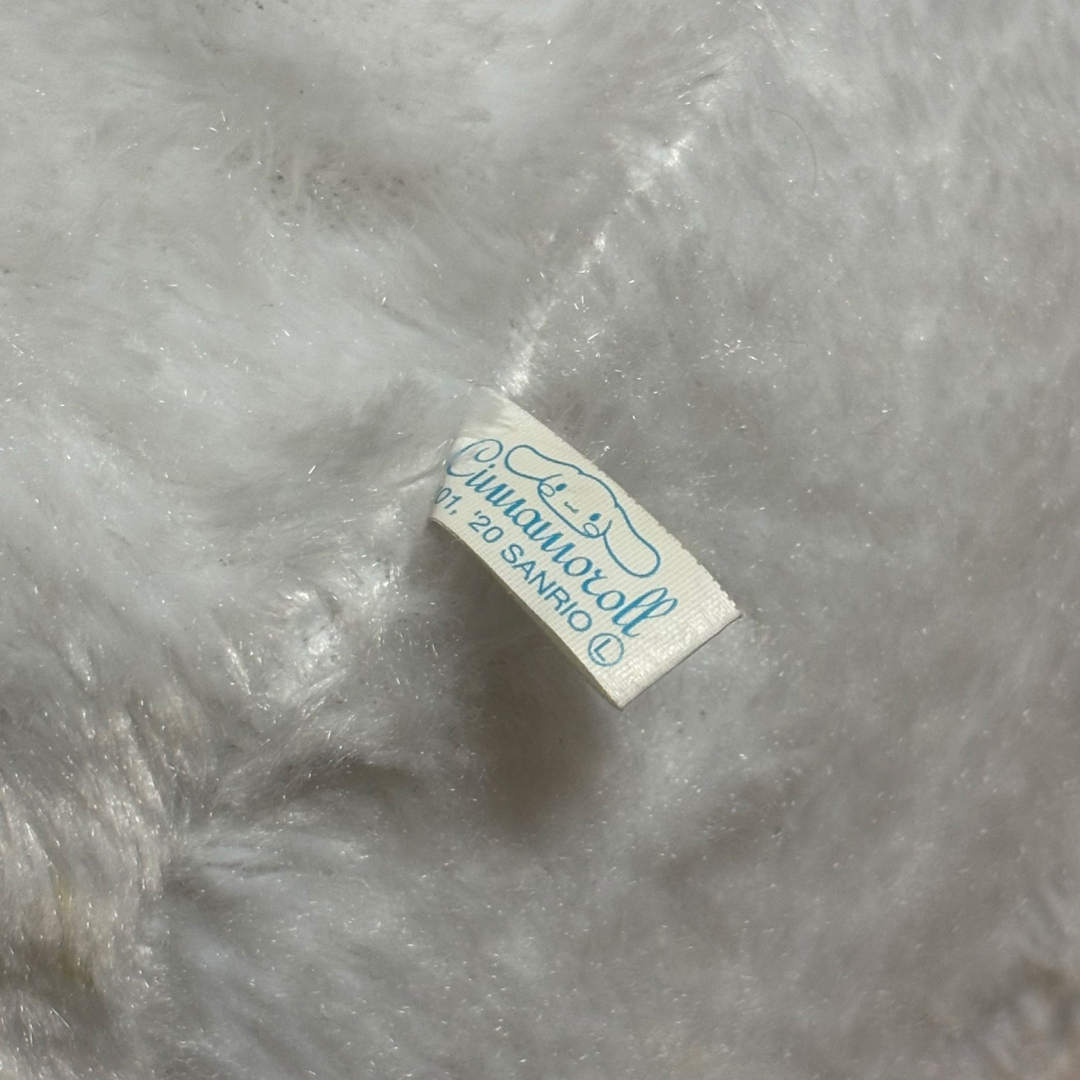 Cinnamoroll
01, '20 SANRIO Ⓛ